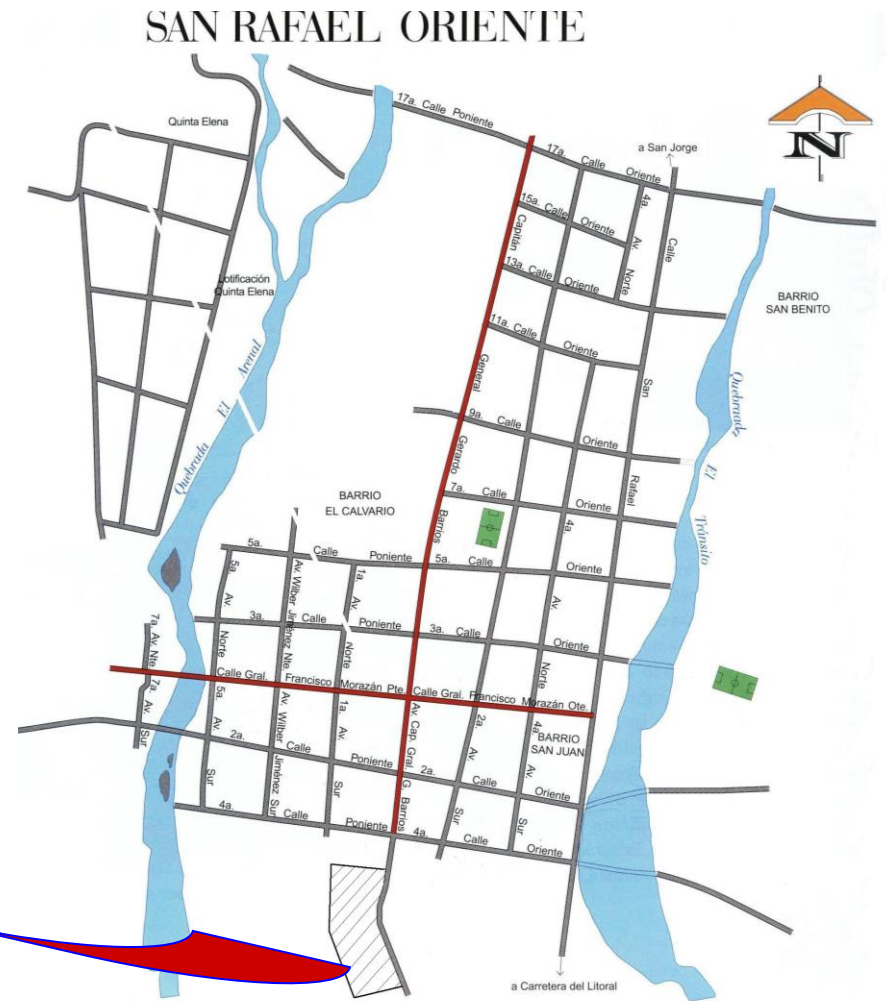 SAN RAFAEL ORIENTE
17a. Calle Poniente
17a. Calle Oriente
a San Jorge
N
Quinta Elena
15a. Calle Oriente
4a. Av. Norte
Calle San Rafael
Capitán General Gerardo Barrios
13a. Calle Oriente
Lotificación
Quinta Elena
BARRIO
SAN BENITO
11a. Calle Oriente
Quebrada El Arenal
Quebraadz El Tránsito
9a. Calle Oriente
BARRIO
EL CALVARIO
7a. Calle Oriente
4a. Av. Norte
5a. Calle Poniente
5a. Calle Oriente
5a. Av. Norte
Av. Wilber Jiménez Nte.
1a. Av. Norte
3a. Calle Poniente
3a. Calle Oriente
7a. Av. Nte.
7a. Av. Sur
Calle Gral. Francisco Morazán Pte.
Calle Gral. Francisco Morazán Ote.
5a. Av. Sur
Av. Wilber Jiménez Sur
1a. Av. Sur
Av. Cap. Gral. G. Barrios
2a. Av. Sur
4a. Av. Sur
BARRIO
SAN JUAN
2a. Calle Poniente
2a. Calle Oriente
4a. Calle Poniente
4a. Calle Oriente
a Carretera del Litoral